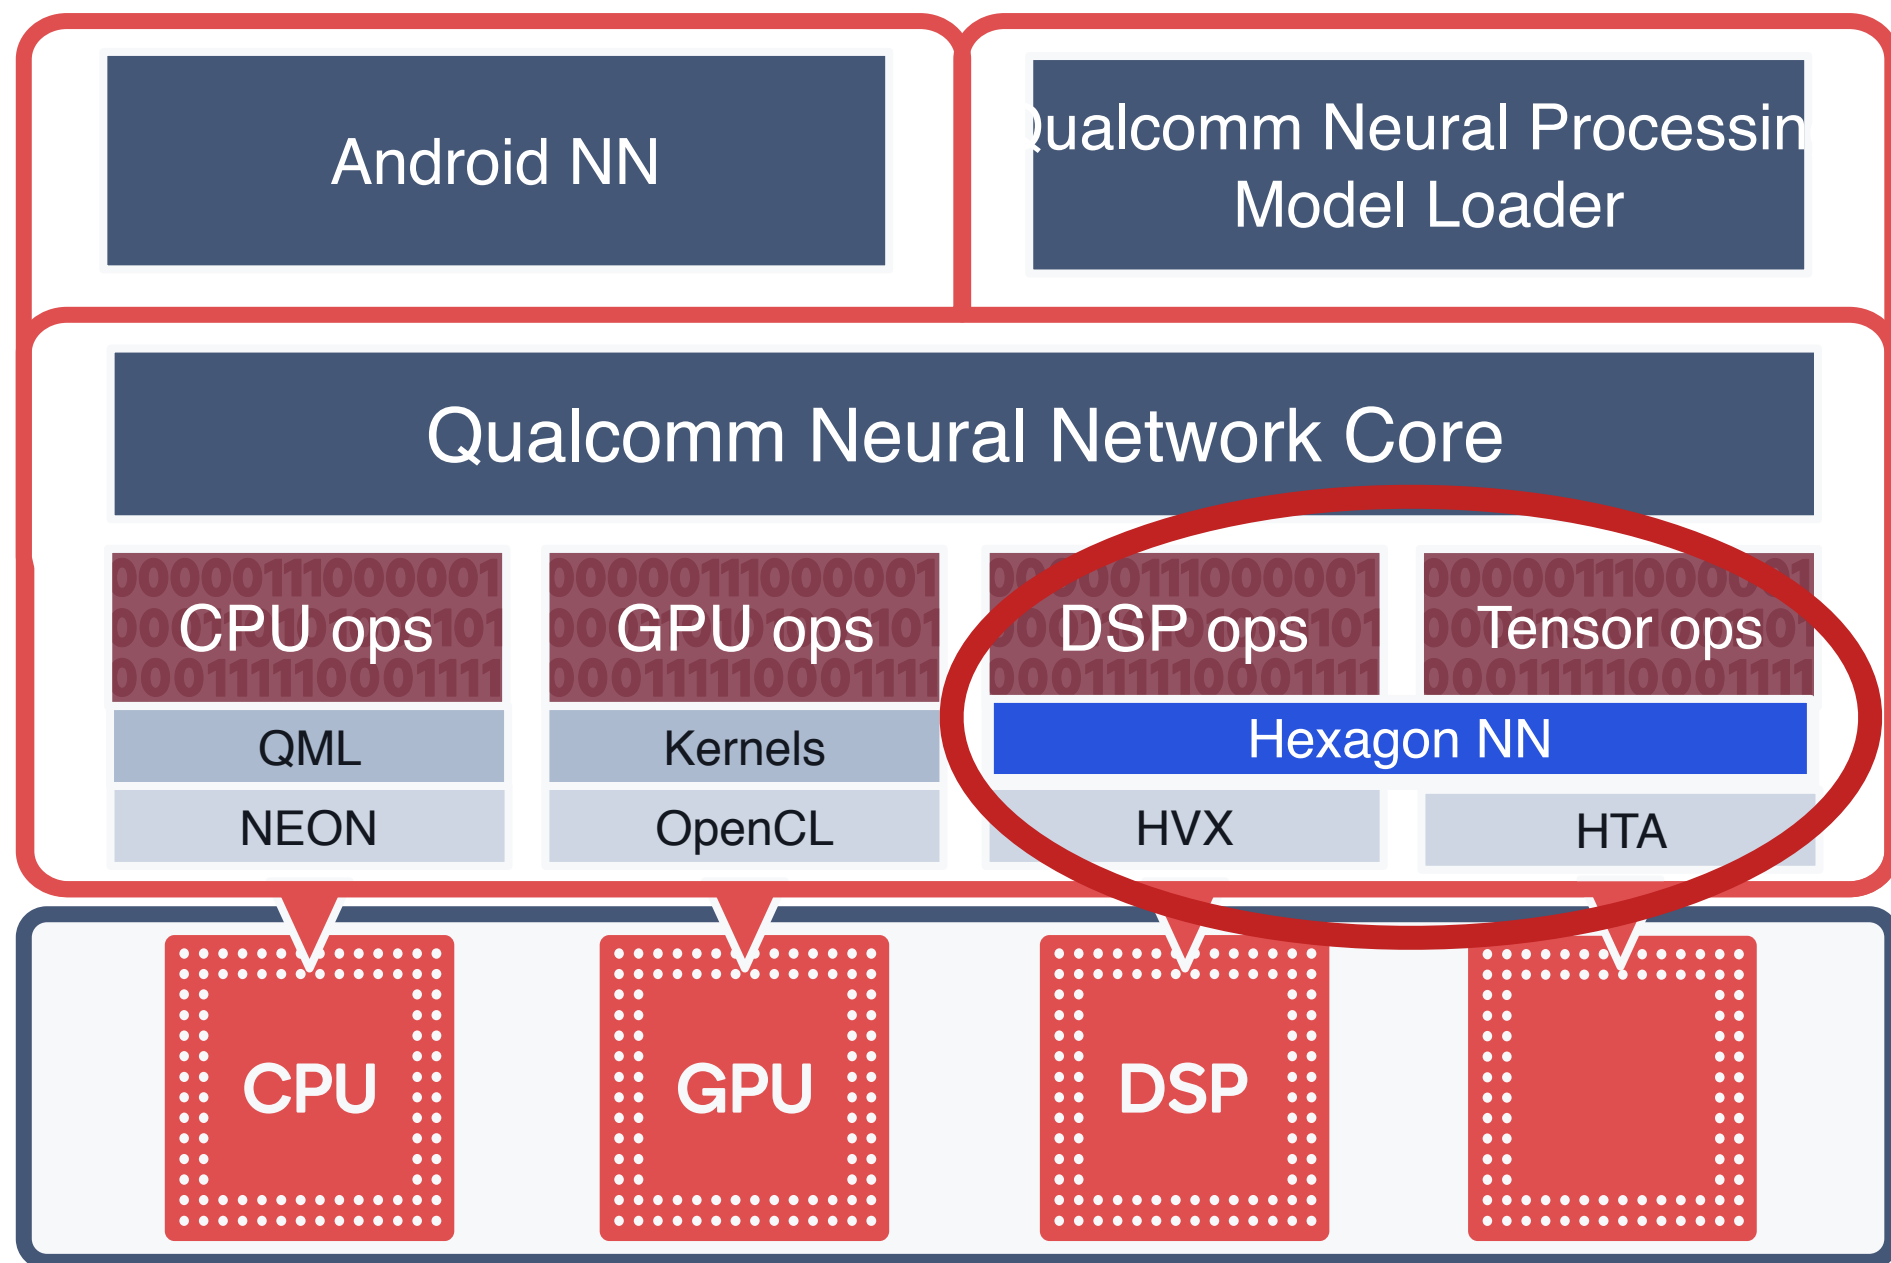 Android NN
Qualcomm Neural Processin
Model Loader
Qualcomm Neural Network Core
CPU ops
GPU ops
DSP ops
Tensor ops
QML
Kernels
Hexagon NN
NEON
OpenCL
HVX
HTA
CPU
GPU
DSP